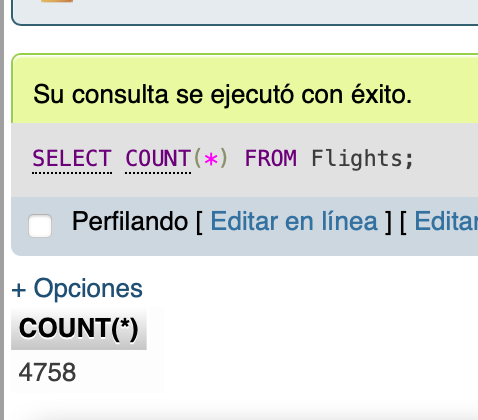 Su consulta se ejecutó con éxito.
SELECT COUNT(*) FROM Flights;
Perfilando [ Editar en línea ] [ Editar
+ Opciones
COUNT(*)
4758